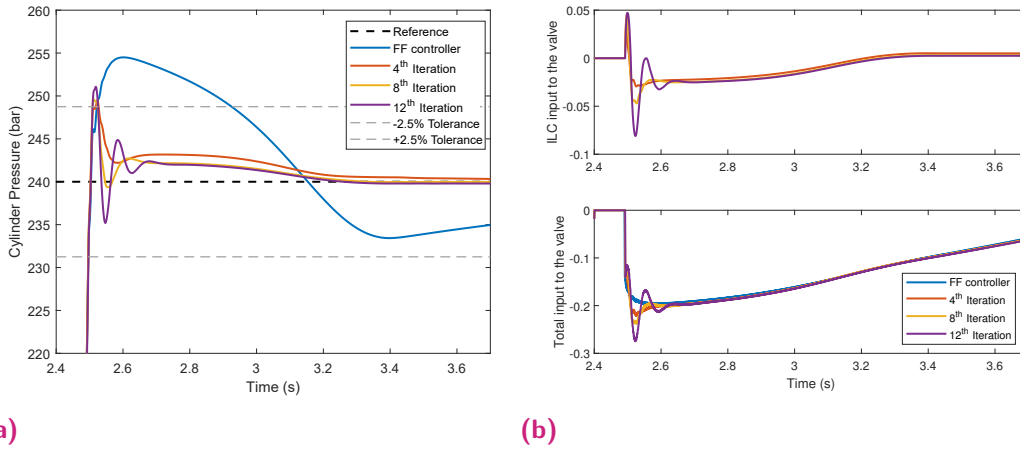 260
255
250
245
240
235
230
225
220
Cylinder Pressure (bar)
2.4 2.6 2.8 3 3.2 3.4 3.6
Time (s)
Reference
FF controller
4th Iteration
8th Iteration
12th Iteration
-2.5% Tolerance
+2.5% Tolerance
a)
0.05
0
-0.05
-0.1
ILC input to the valve
2.4 2.6 2.8 3 3.2 3.4 3.6
0
-0.1
-0.2
-0.3
Total input to the valve
2.4 2.6 2.8 3 3.2 3.4 3.6
Time (s)
FF controller
4th Iteration
8th Iteration
12th Iteration
(b)